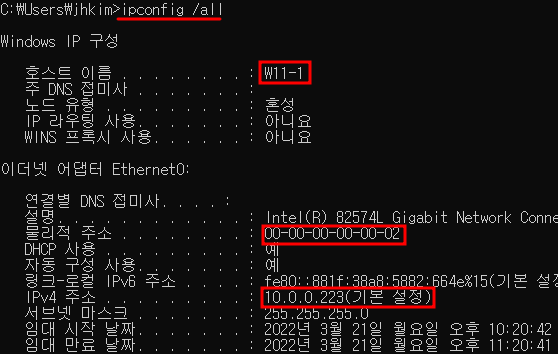 C:₩Users₩jhkim>ipconfig /all
Windows IP 구성
호스트 이름 . . . . . . . . : W11-1
주 DNS 접미사 . . . . . . . :
노드 유형 . . . . . . . . . : 혼성
IP 라우팅 사용. . . . . . . : 아니요
WINS 프록시 사용. . . . . . : 아니요
이더넷 어댑터 Ethernet0:
연결별 DNS 접미사. . . . :
설명. . . . . . . . . . . . : Intel(R) 82574L Gigabit Network Conne
물리적 주소 . . . . . . . . : 00-00-00-00-00-02
DHCP 사용 . . . . . . . . . : 예
자동 구성 사용. . . . . . . : 예
링크-로컬 IPv6 주소 . . . . : fe80::881f:38a8:5882:664e%15(기본 설정
IPv4 주소 . . . . . . . . . : 10.0.0.223(기본 설정)
서브넷 마스크 . . . . . . . : 255.255.255.0
임대 시작 날짜. . . . . . . : 2022년 3월 21일 월요일 오후 10:20:42
임대 만료 날짜. . . . . . . : 2022년 3월 21일 월요일 오후 11:20:41